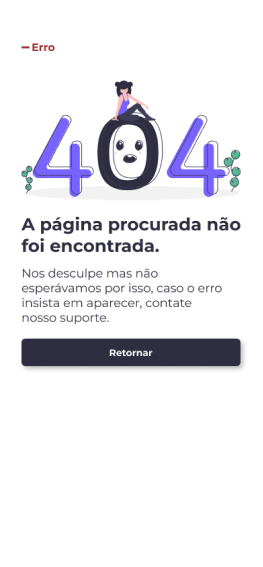 Erro
404
A página procurada não
foi encontrada.
Nos desculpe mas não
esperávamos por isso, caso o erro
insista em aparecer, contate
nosso suporte.
Retornar